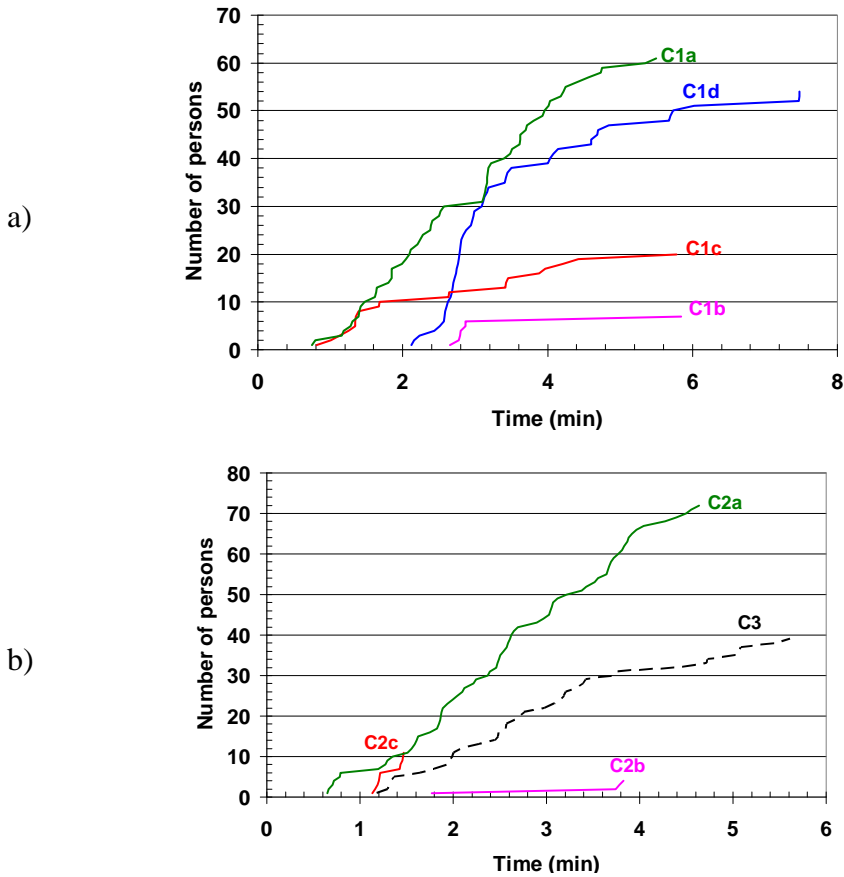 a)
Number of persons
60
50
40
30
20
10
0
C1a
C1d
C1c
C1b
0 2 4 6 8
Time (min)
b)
Number of persons
80
70
60
50
40
30
20
10
0
C2a
C3
C2c
C2b
0 1 2 3 4 5 6
Time (min)